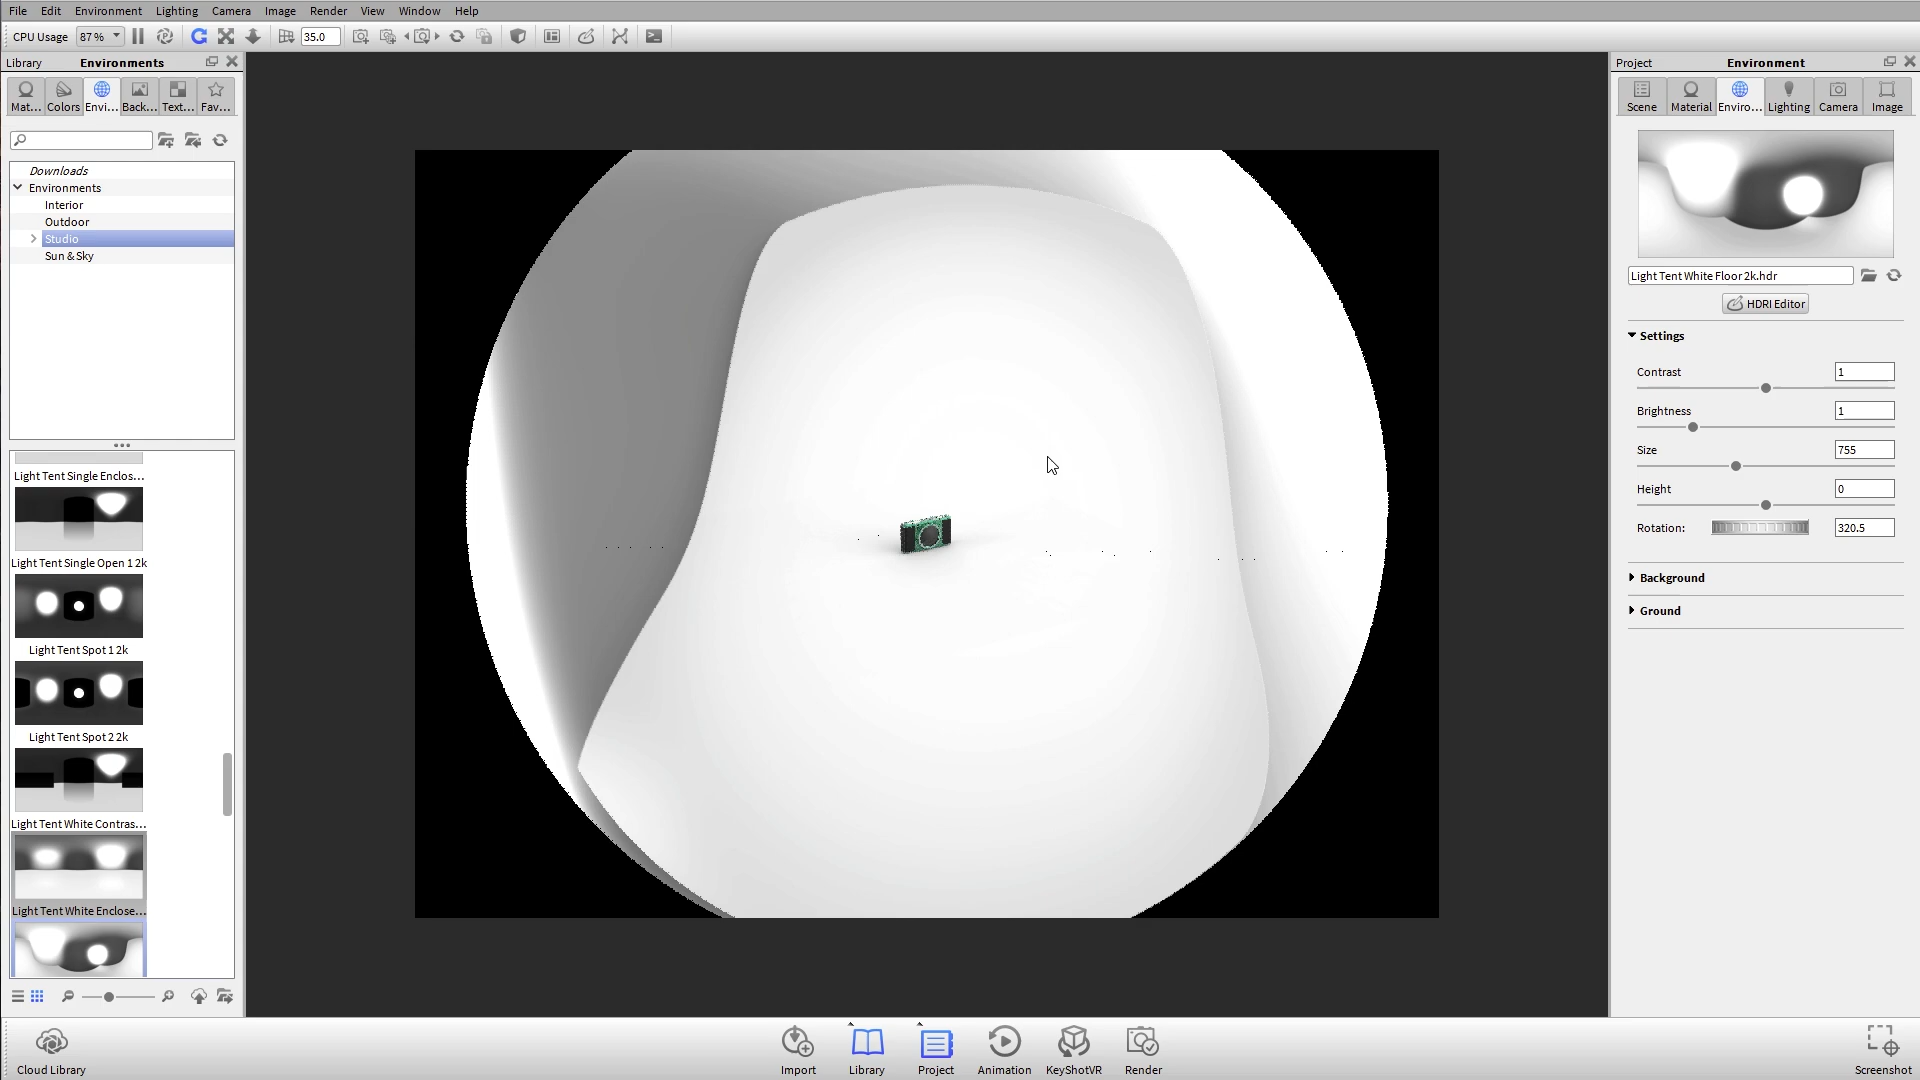 File Edit Environment Lighting Camera Image Render View Window Help
CPU Usage 87 % 35.0
Library Environments
Mat... Colors Envi... Back... Text... Fav...
Downloads
Environments
Interior
Outdoor
Studio
Sun & Sky
Light Tent Single Enclos...
Light Tent Single Open 1 2k
Light Tent Spot 1 2k
Light Tent Spot 2 2k
Light Tent White Contras...
Light Tent White Enclose...
Project Environment
Scene Material Enviro... Lighting Camera Image
Light Tent White Floor 2k.hdr
HDRI Editor
Settings
Contrast 1
Brightness 1
Size 755
Height 0
Rotation: 320.5
Background
Ground
Cloud Library Import Library Project Animation KeyShotVR Render Screenshot